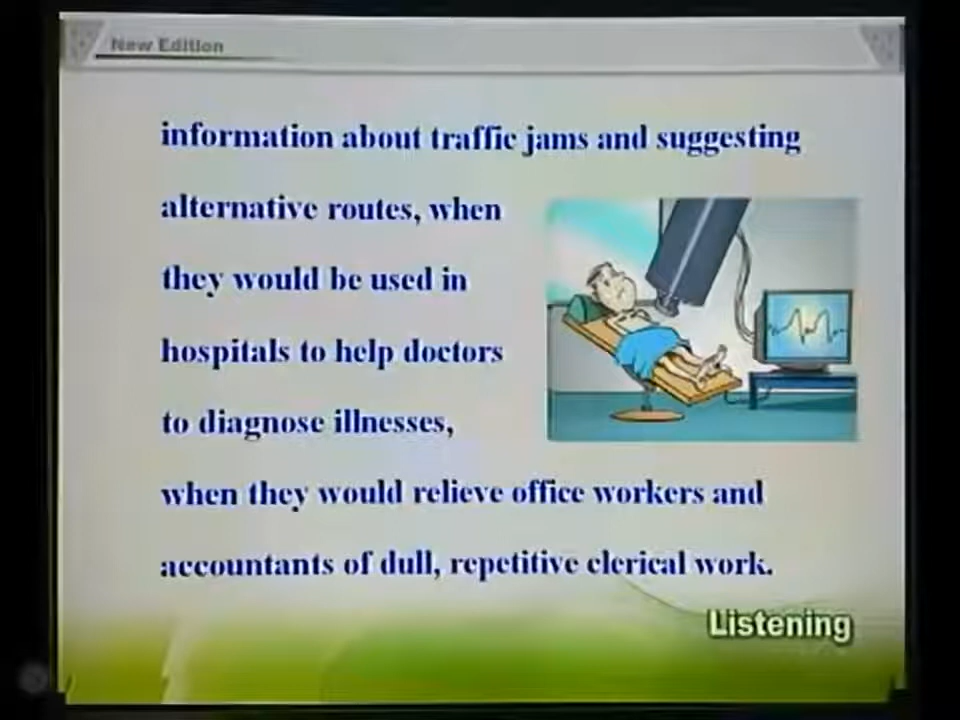 New Edition
information about traffic jams and suggesting
alternative routes, when
they would be used in
hospitals to help doctors
to diagnose illnesses,
when they would relieve office workers and
accountants of dull, repetitive clerical work.
Listening